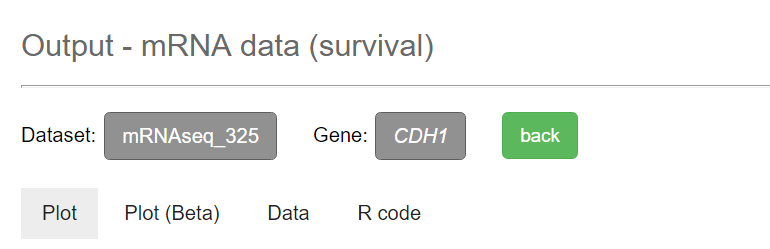 Output - mRNA data (survival)
Dataset: mRNAseq_325 Gene: CDH1 back
Plot Plot (Beta) Data R code